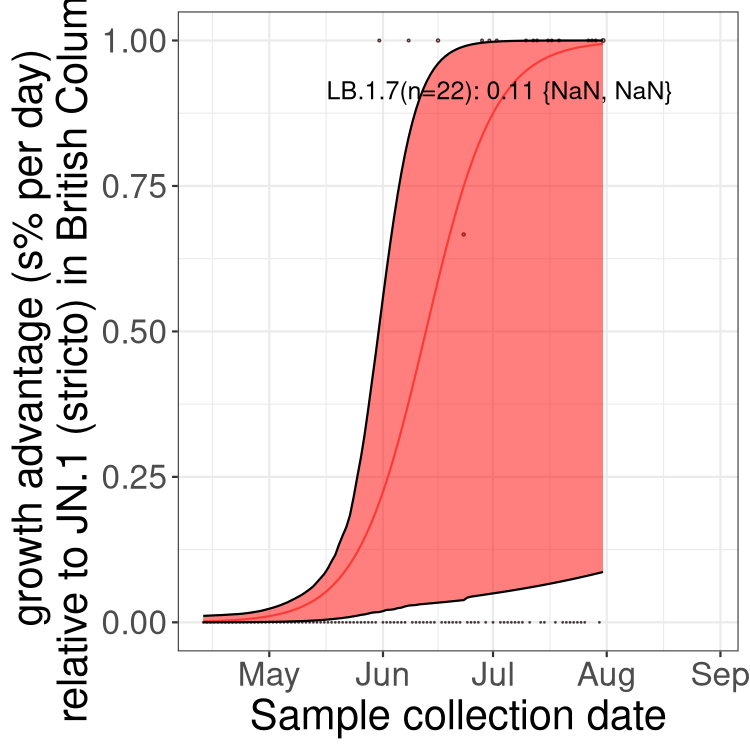 growth advantage (s% per day)
relative to JN.1 (stricto) in British Colum
1.00
0.75
0.50
0.25
0.00
LB.1.7(n=22): 0.11 {NaN, NaN}
May Jun Jul Aug Sep
Sample collection date